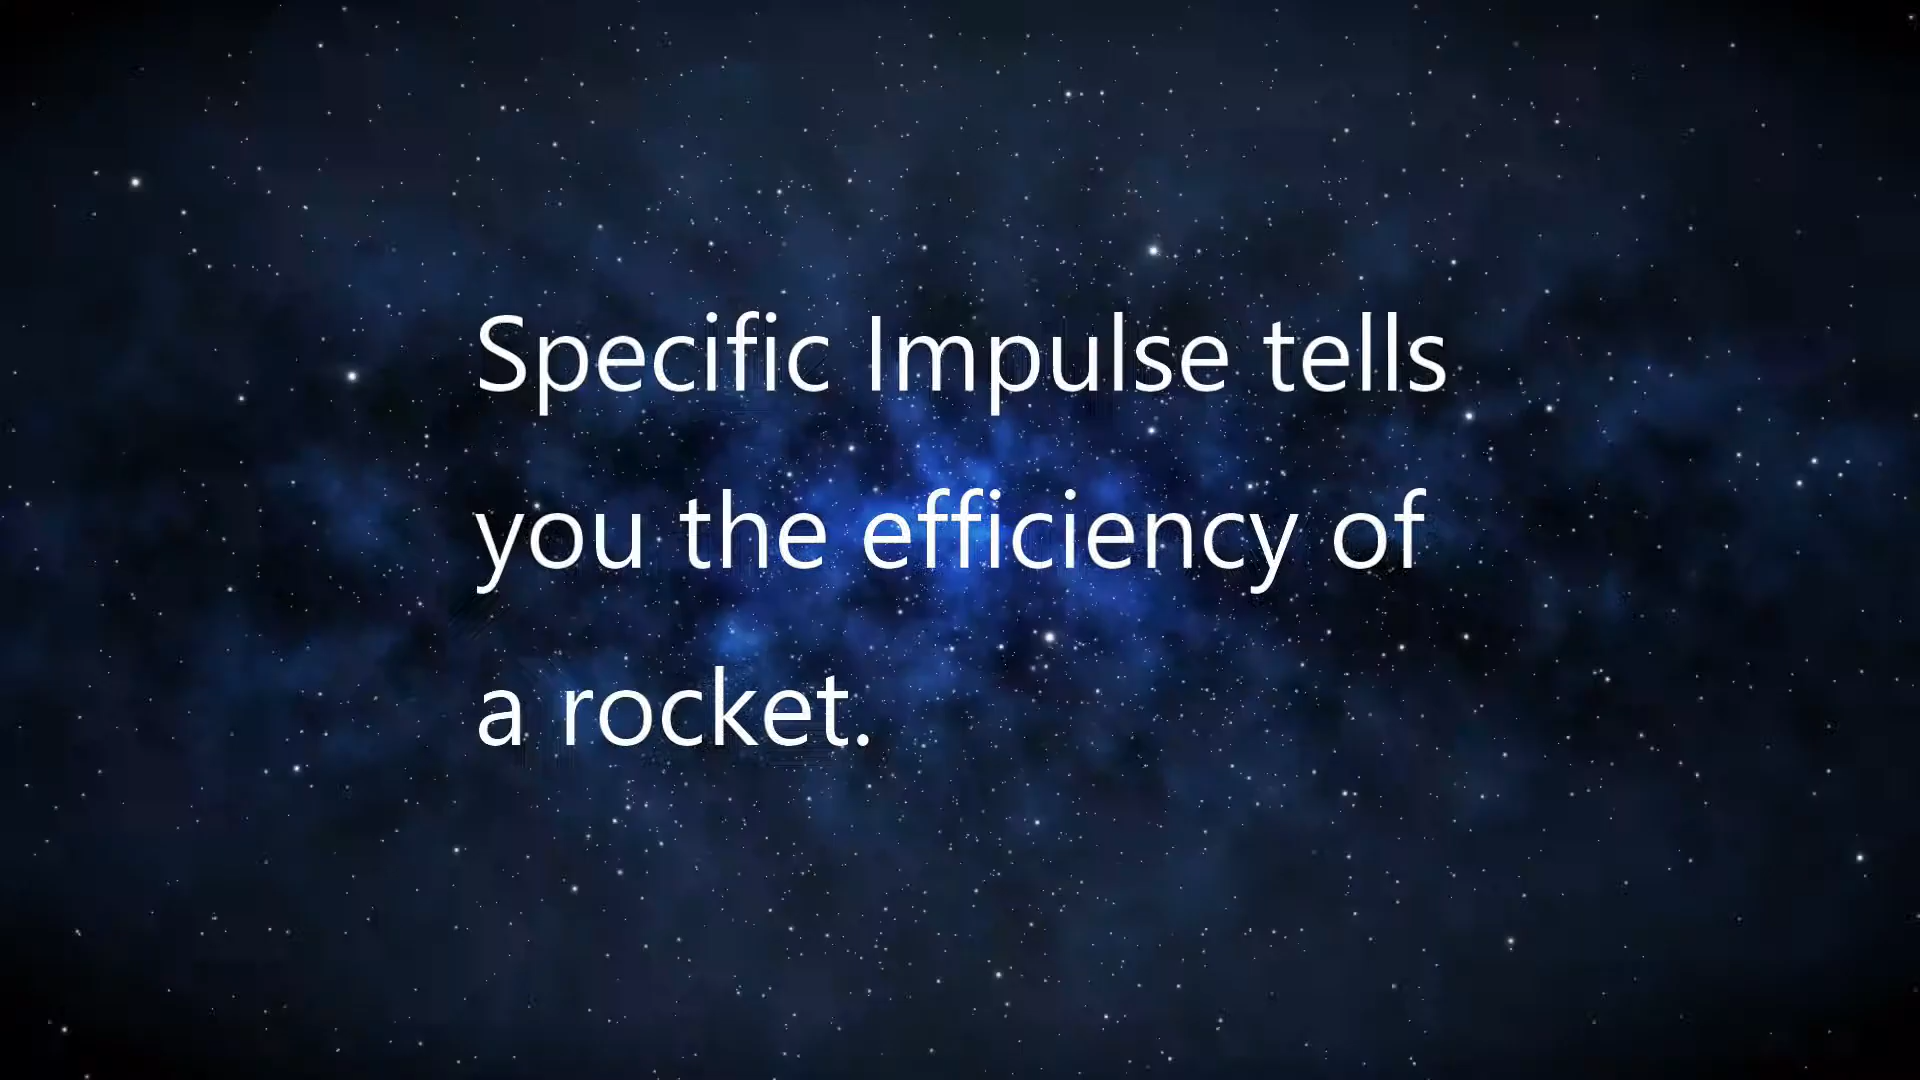 Specific Impulse tells
you the efficiency of
a rocket.